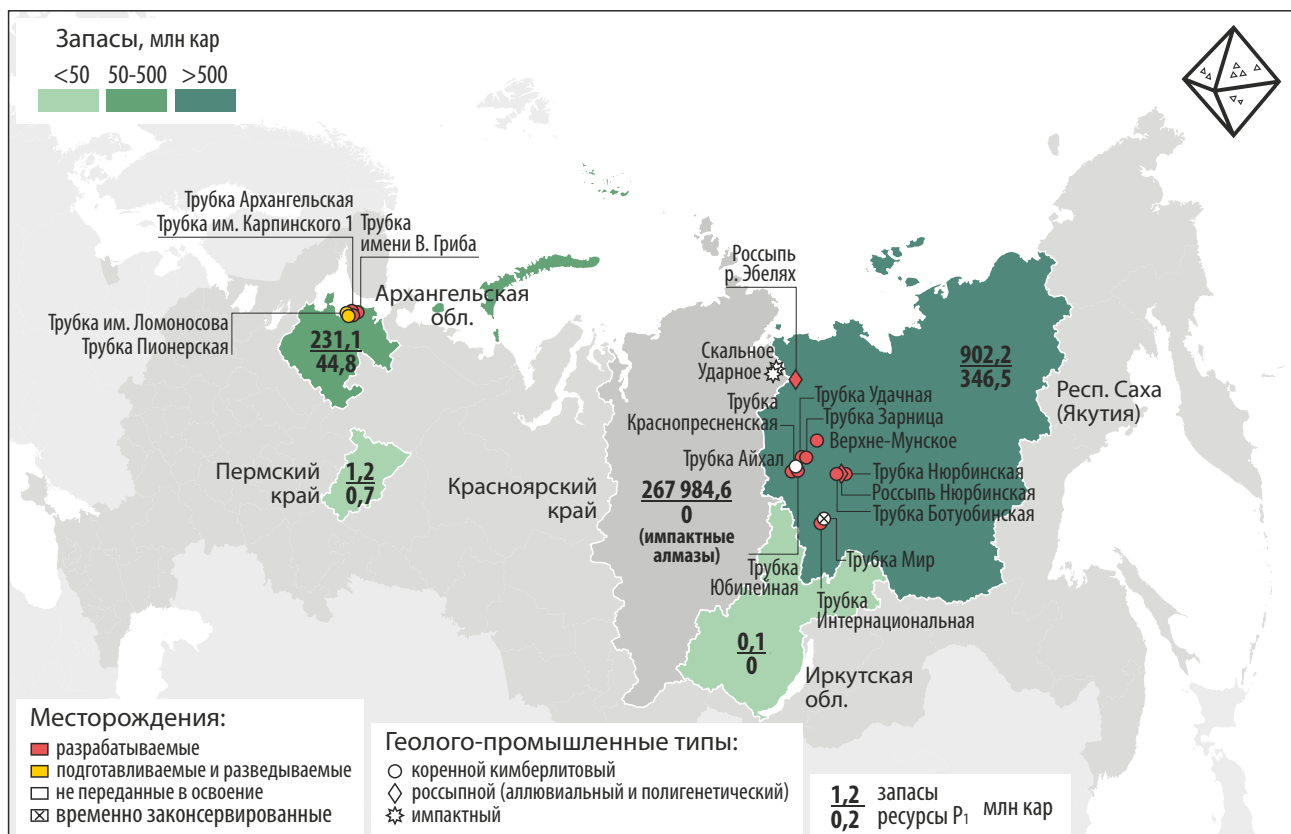 Запасы, млн кар
<50 50-500 >500
Трубка Архангельская
Трубка им. Карпинского 1
Трубка
имени В. Гриба
Архангельская
обл.
Трубка им. Ломоносова
Трубка Пионерская
231,1
44,8
Пермский
край
1,2
0,7
Красноярский
край
267 984,6
0
(импактные
алмазы)
Россыпь
р. Эбелях
Скальное
Ударное
902,2
346,5
Респ. Саха
(Якутия)
Трубка
Краснопресненская
Трубка Удачная
Трубка Зарница
Верхне-Мунское
Трубка Айхал
Трубка Нюрбинская
Россыпь Нюрбинская
Трубка Ботуобинская
Трубка
Юбилейная
Трубка Мир
Трубка
Интернациональная
0,1
0
Иркутская
обл.
Месторождения:
разрабатываемые
подготавливаемые и разведываемые
не переданные в освоение
временно законсервированные
Геолого-промышленные типы:
коренной кимберлитовый
россыпной (аллювиальный и полигенетический)
импактный
1,2 запасы
0,2 ресурсы P₁ млн кар